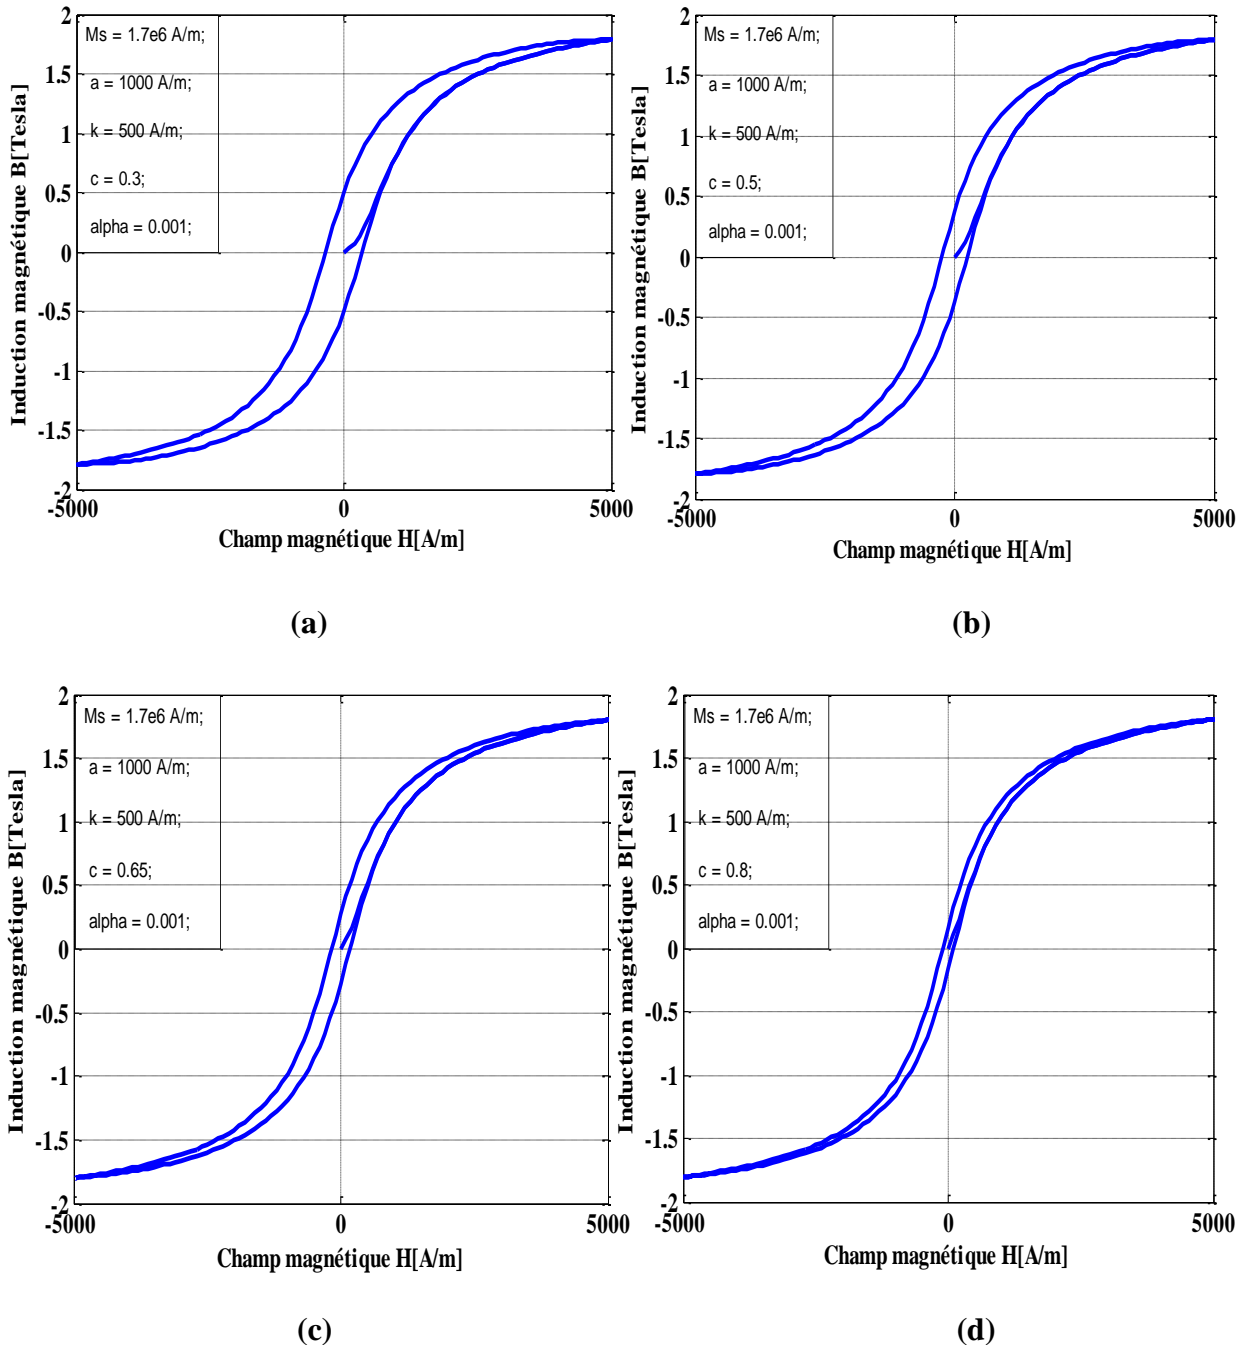 2
1.5
1
0.5
0
-0.5
-1
-1.5
-2
-5000
0
5000
Induction magnétique B[Tesla]
Champ magnétique H[A/m]
Ms = 1.7e6 A/m;
a = 1000 A/m;
k = 500 A/m;
c = 0.3;
alpha = 0.001;
(a)
2
1.5
1
0.5
0
-0.5
-1
-1.5
-2
-5000
0
5000
Induction magnétique B[Tesla]
Champ magnétique H[A/m]
Ms = 1.7e6 A/m;
a = 1000 A/m;
k = 500 A/m;
c = 0.5;
alpha = 0.001;
(b)
2
1.5
1
0.5
0
-0.5
-1
-1.5
-2
-5000
0
5000
Induction magnétique B[Tesla]
Champ magnétique H[A/m]
Ms = 1.7e6 A/m;
a = 1000 A/m;
k = 500 A/m;
c = 0.65;
alpha = 0.001;
(c)
2
1.5
1
0.5
0
-0.5
-1
-1.5
-2
-5000
0
5000
Induction magnétique B[Tesla]
Champ magnétique H[A/m]
Ms = 1.7e6 A/m;
a = 1000 A/m;
k = 500 A/m;
c = 0.8;
alpha = 0.001;
(d)